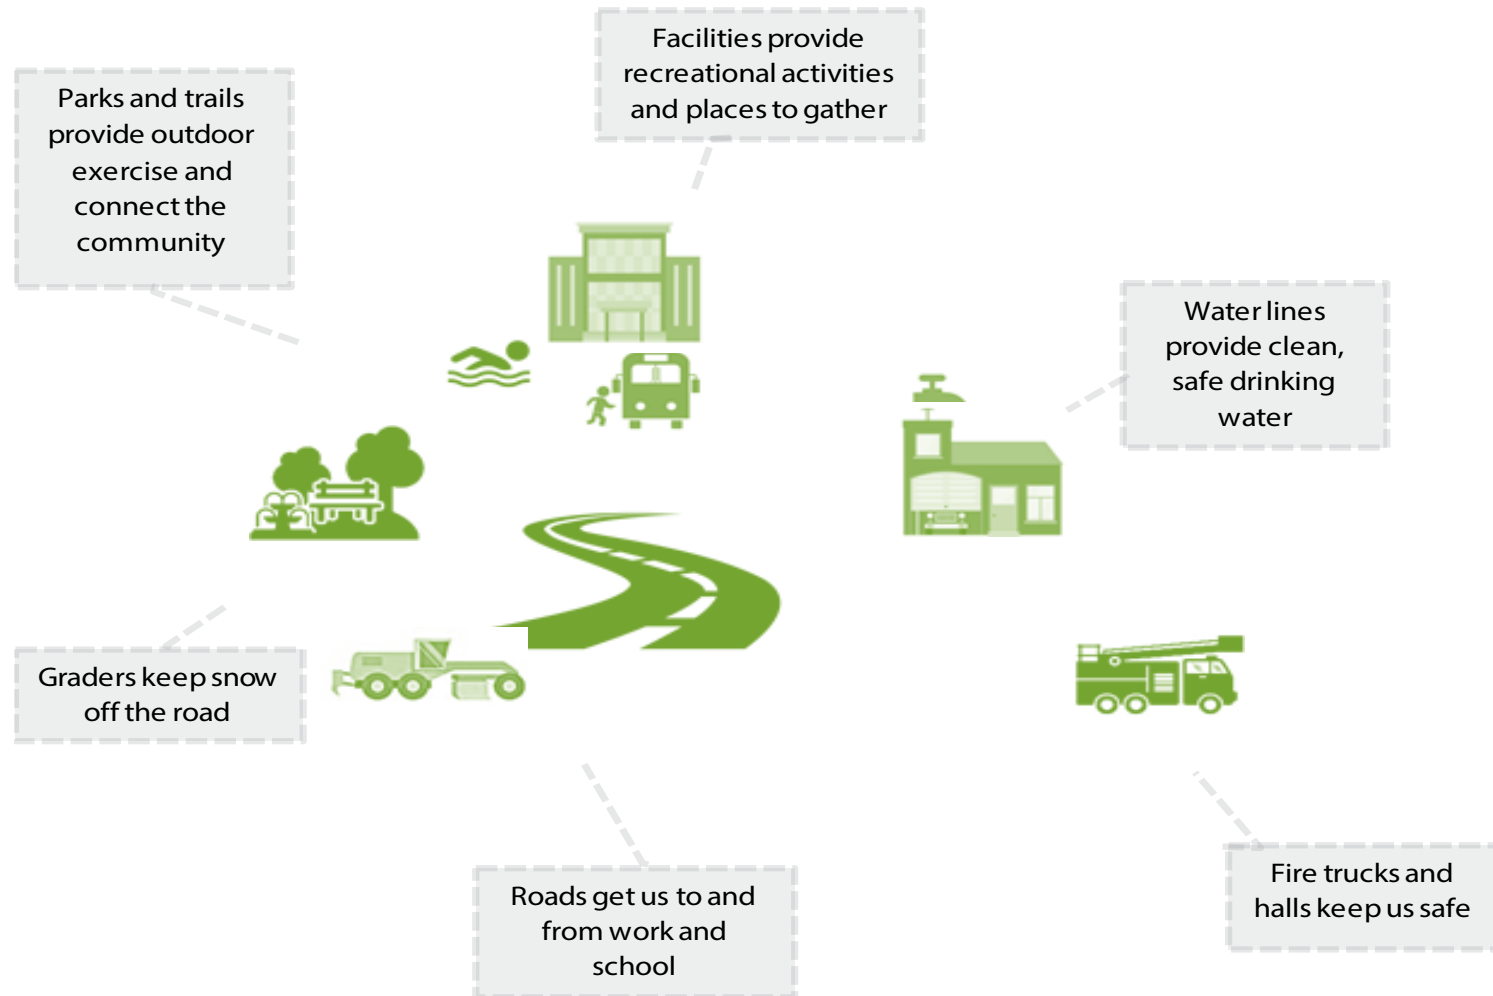 Facilities provide
recreational activities
and places to gather
Parks and trails
provide outdoor
exercise and
connect the
community
Water lines
provide clean,
safe drinking
water
Graders keep snow
off the road
Roads get us to and
from work and
school
Fire trucks and
halls keep us safe